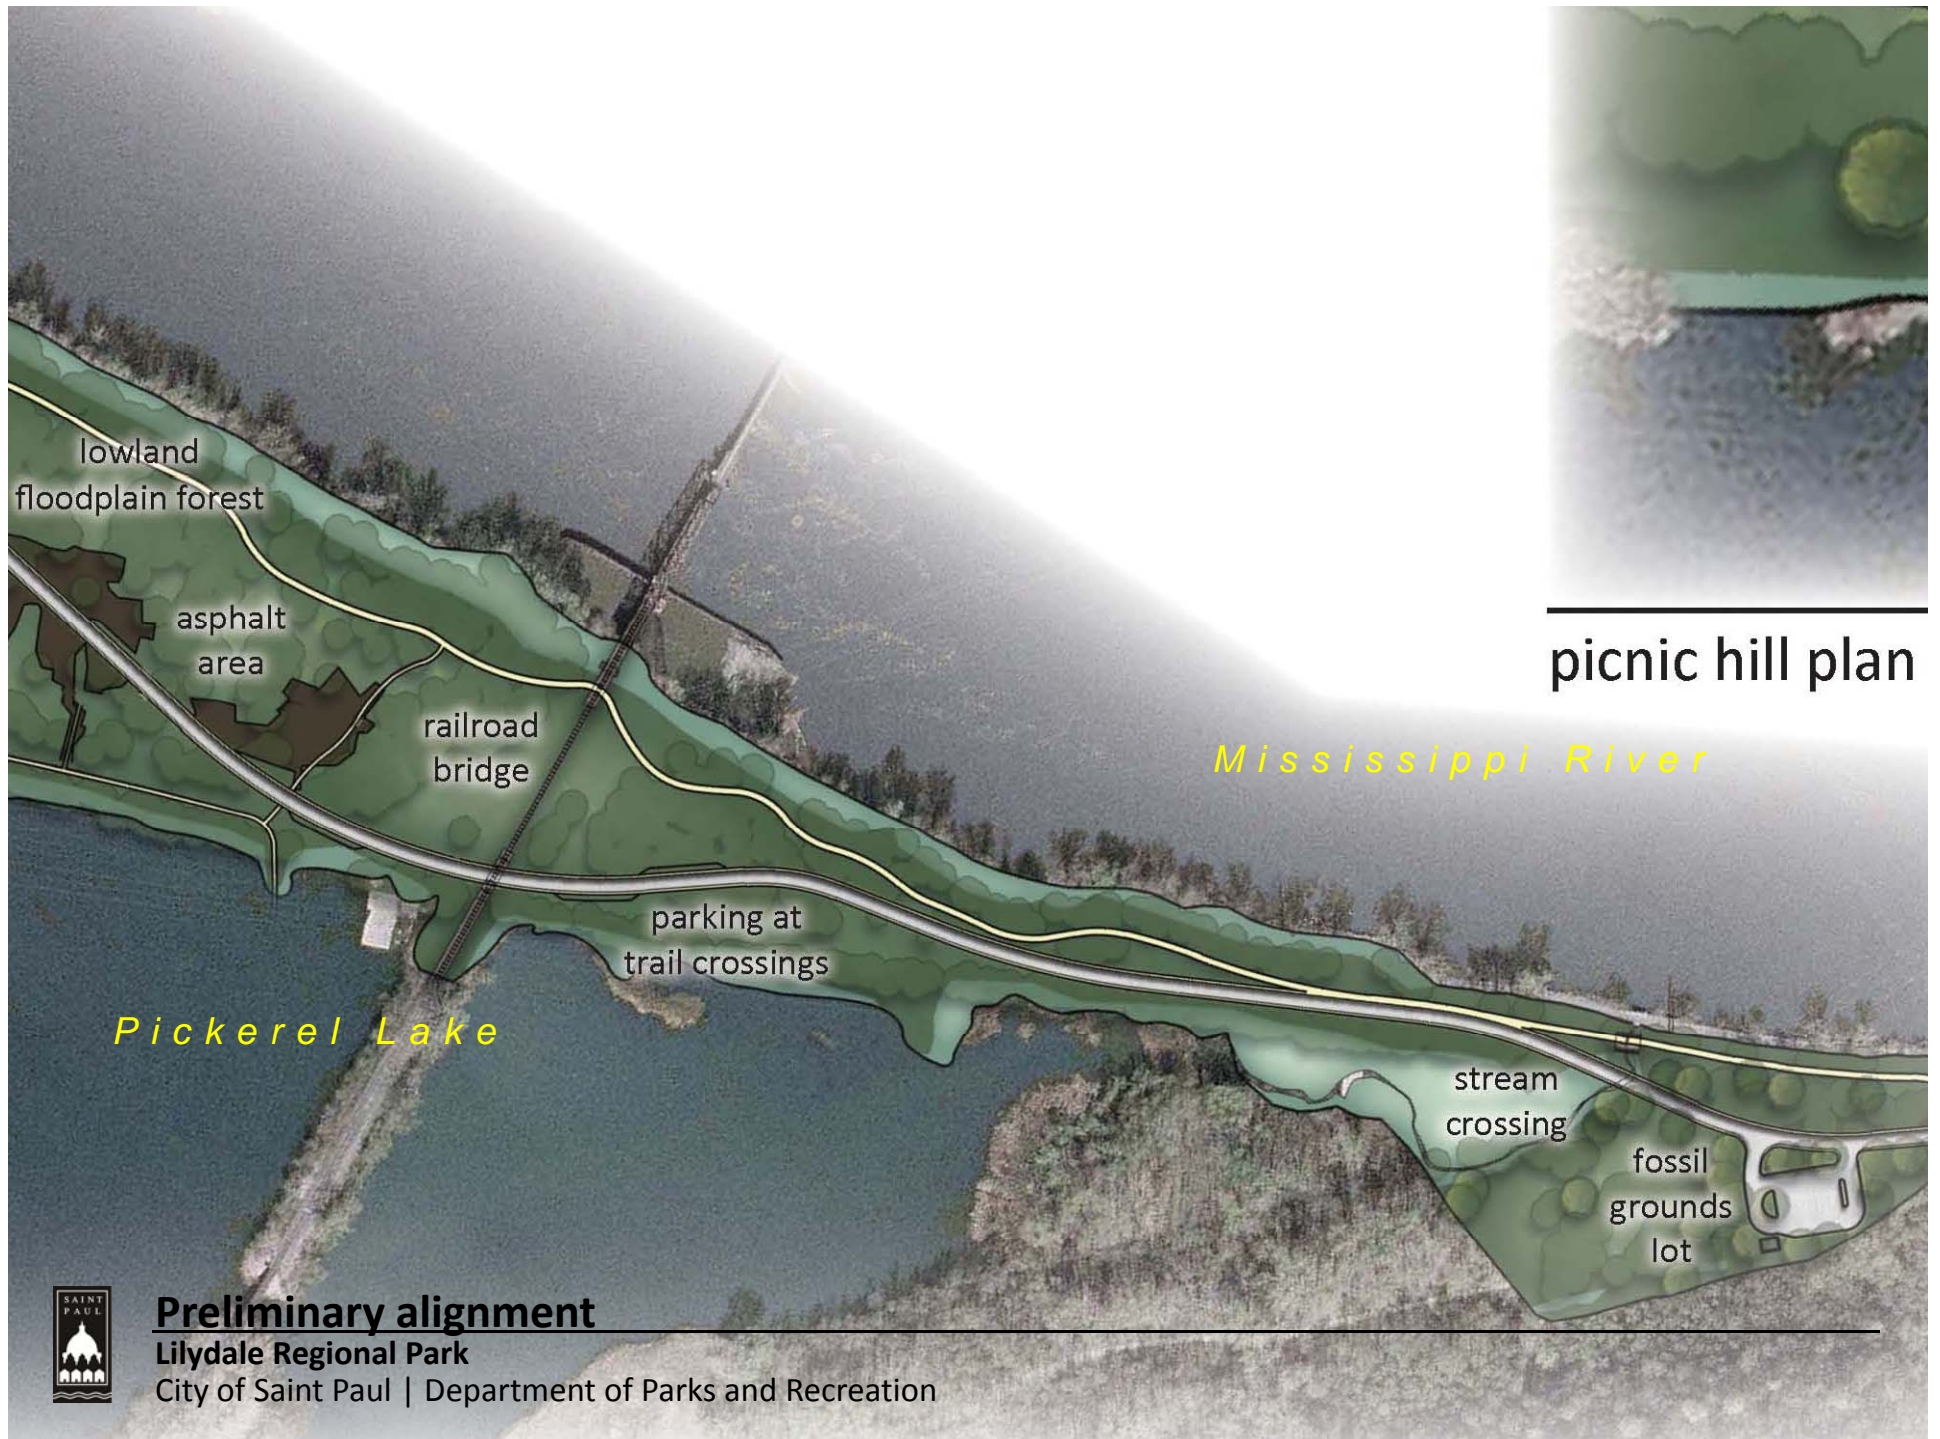 lowland
floodplain forest
asphalt
area
railroad
bridge
picnic hill plan
Mississippi River
parking at
trail crossings
Pickerel Lake
stream
crossing
fossil
grounds
lot
SAINT
PAUL
Preliminary alignment
Lilydale Regional Park
City of Saint Paul | Department of Parks and Recreation